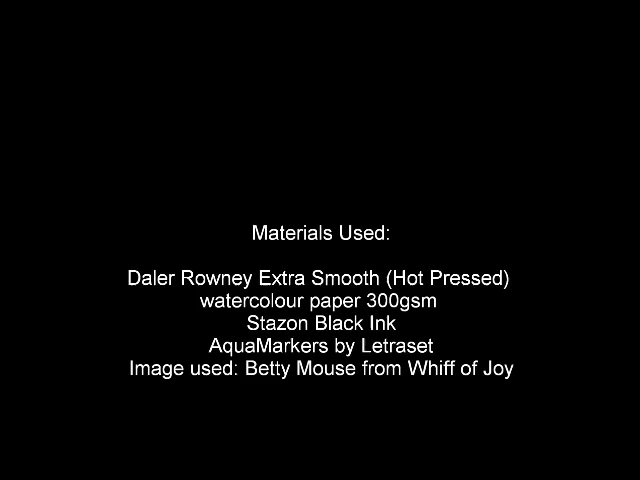 Materials Used:
Daler Rowney Extra Smooth (Hot Pressed)
watercolour paper 300gsm
Stazon Black Ink
AquaMarkers by Letraset
Image used: Betty Mouse from Whiff of Joy